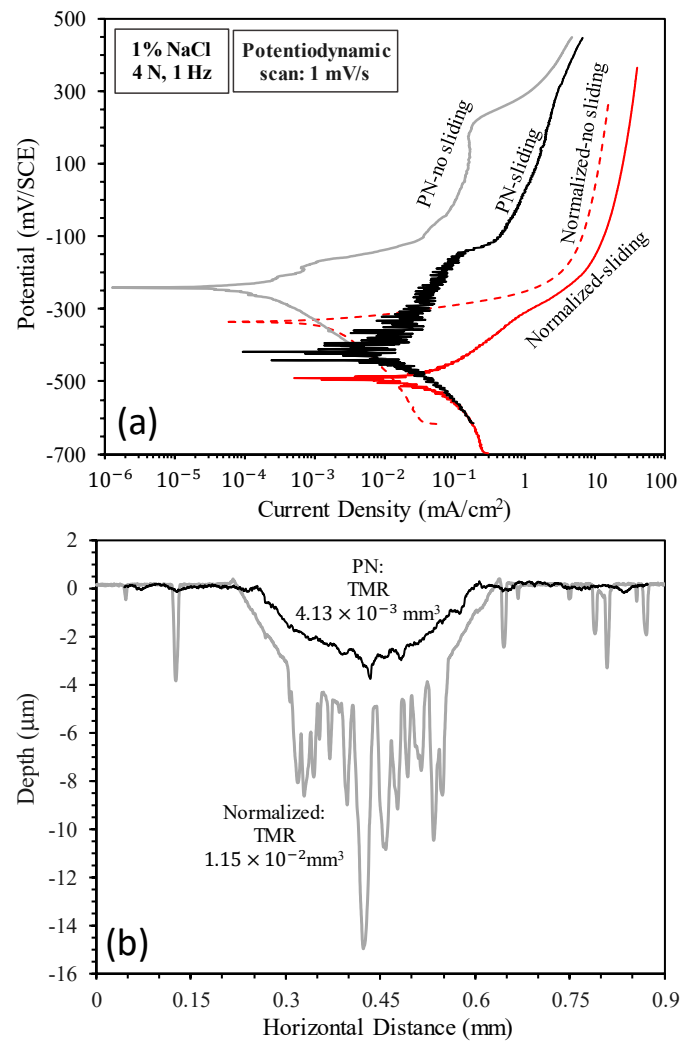 1% NaCl
4 N, 1 Hz
Potentiodynamic
scan: 1 mV/s
500
300
100
-100
-300
-500
-700
Potential (mV/SCE)
PN-no sliding
PN-sliding
Normalized-no sliding
Normalized-sliding
(a)
10⁻⁶ 10⁻⁵ 10⁻⁴ 10⁻³ 10⁻² 10⁻¹ 1 10 100
Current Density (mA/cm²)
2
0
-2
-4
-6
-8
-10
-12
-14
-16
Depth (μm)
PN:
TMR
4.13 × 10⁻³ mm³
Normalized:
TMR
1.15 × 10⁻²mm³
(b)
0 0.15 0.3 0.45 0.6 0.75 0.9
Horizontal Distance (mm)